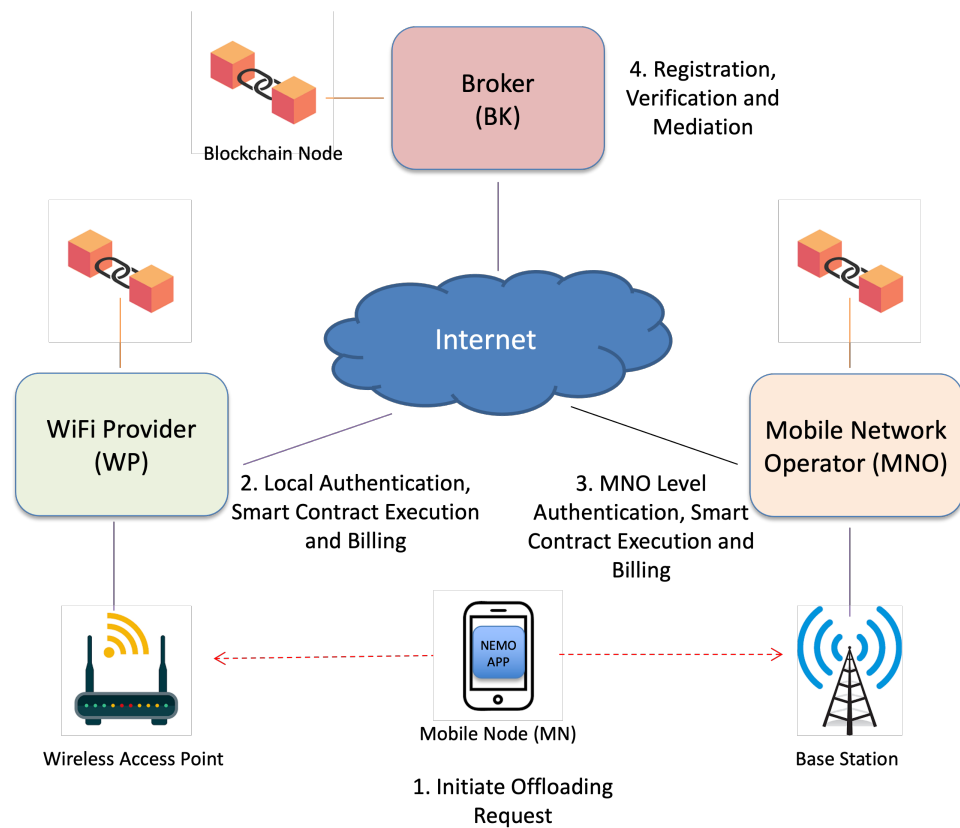 Broker
(BK)
4. Registration,
Verification and
Mediation
Blockchain Node
Internet
WiFi Provider
(WP)
Mobile Network
Operator (MNO)
2. Local Authentication,
Smart Contract Execution
and Billing
3. MNO Level
Authentication, Smart
Contract Execution and
Billing
NEMO
APP
Wireless Access Point
Mobile Node (MN)
Base Station
1. Initiate Offloading
Request